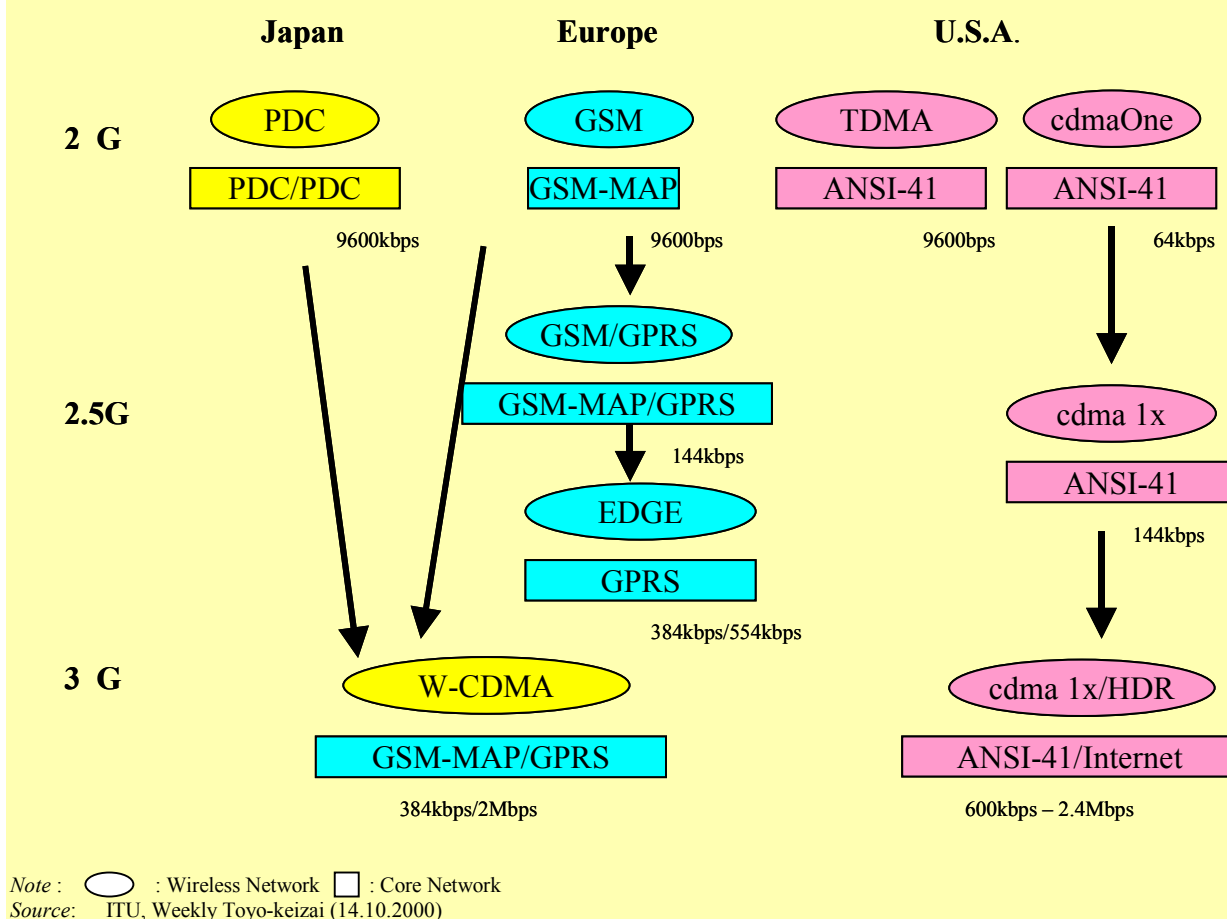 Japan Europe U.S.A.
2 G
PDC GSM TDMA cdmaOne
PDC/PDC GSM-MAP ANSI-41 ANSI-41
9600kbps 9600bps 9600bps 64kbps
GSM/GPRS
2.5G
GSM-MAP/GPRS
cdma 1x
144kbps
ANSI-41
EDGE
144kbps
GPRS
384kbps/554kbps
3 G
W-CDMA cdma 1x/HDR
GSM-MAP/GPRS ANSI-41/Internet
384kbps/2Mbps 600kbps – 2.4Mbps
Note : : Wireless Network : Core Network
Source: ITU, Weekly Toyo-keizai (14.10.2000)